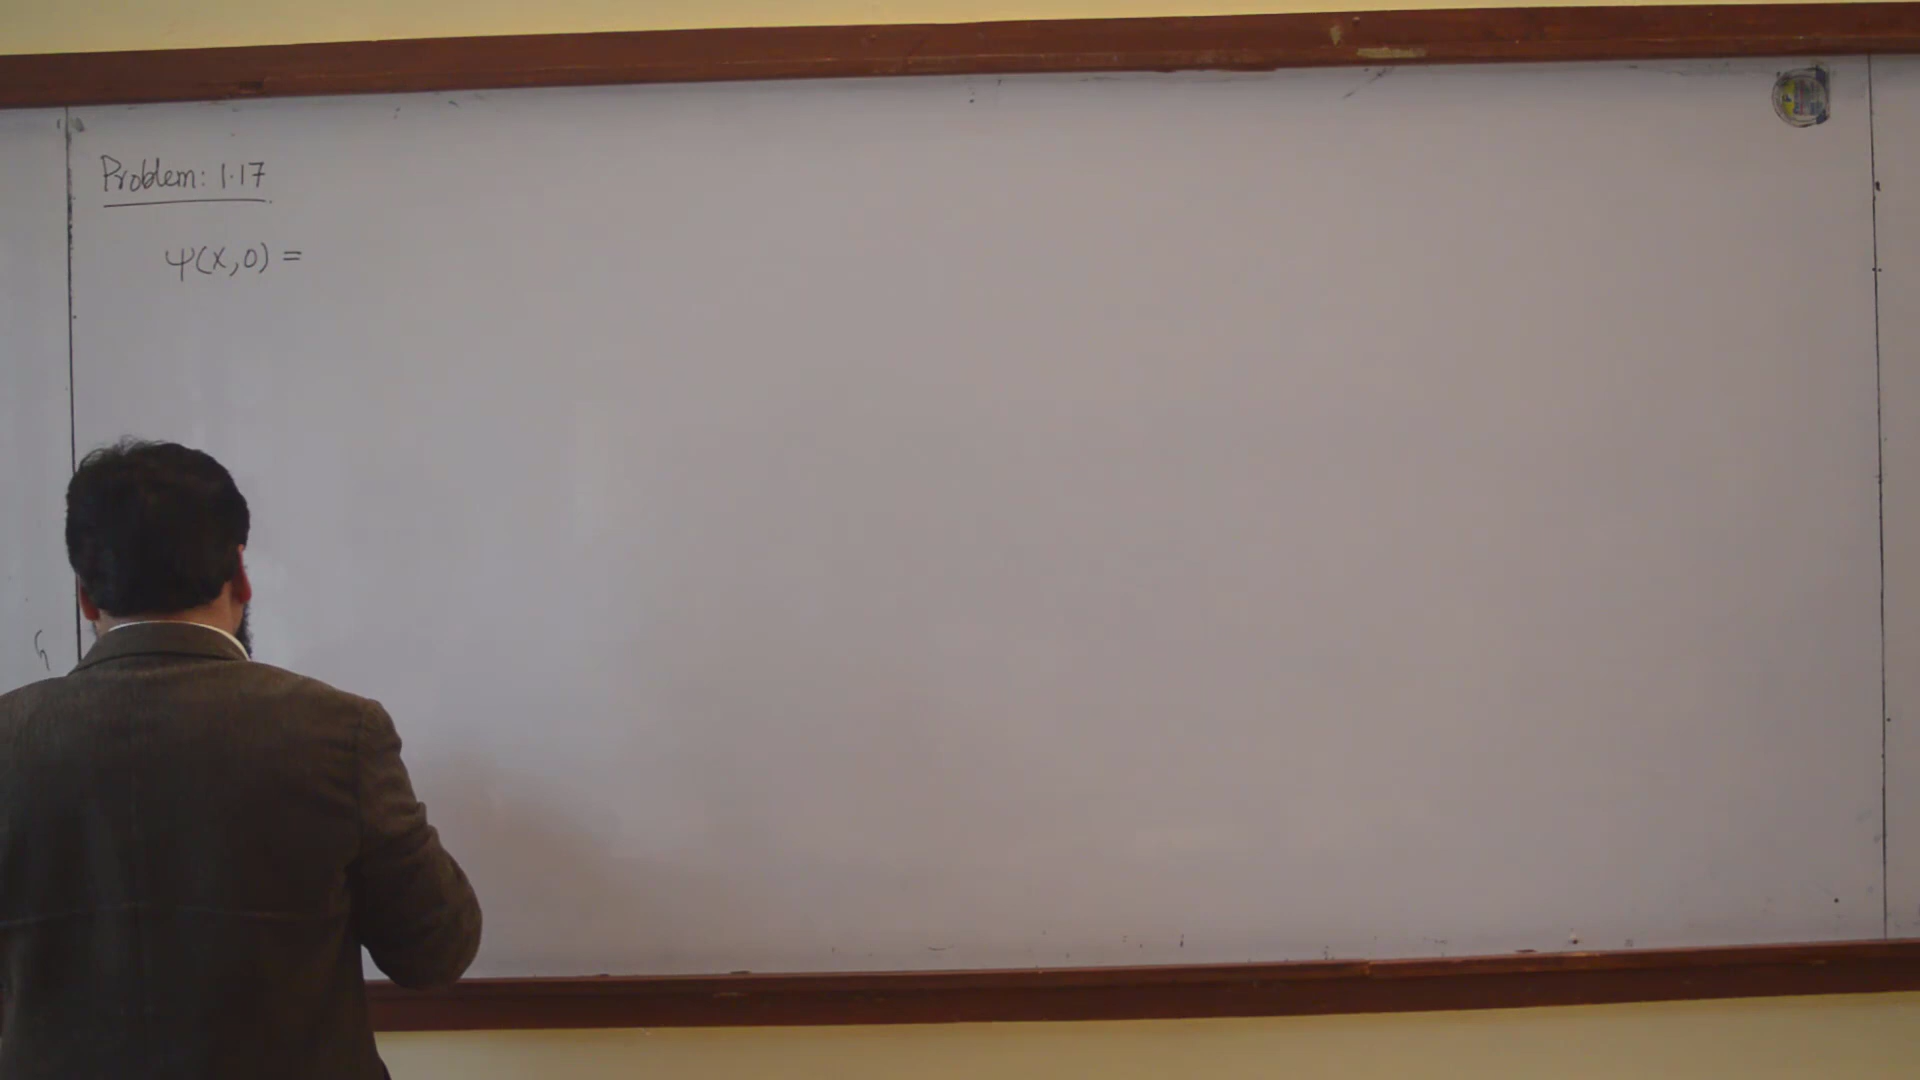 Problem: 1.17
ψ(x,0) =